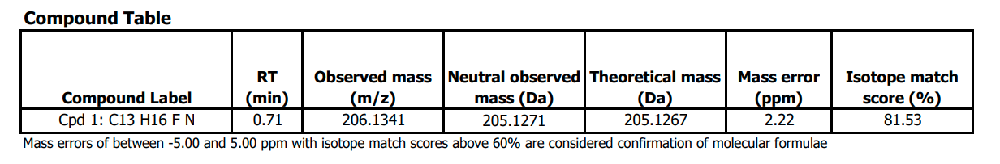 Compound Table
Compound Label RT (min) Observed mass (m/z) Neutral observed mass (Da) Theoretical mass (Da) Mass error (ppm) Isotope match score (%)
Cpd 1: C13 H16 F N 0.71 206.1341 205.1271 205.1267 2.22 81.53
Mass errors of between -5.00 and 5.00 ppm with isotope match scores above 60% are considered confirmation of molecular formulae